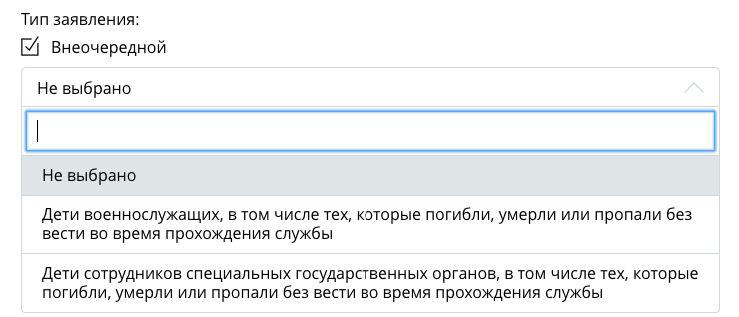 Тип заявления:
Внеочередной
Не выбрано
Не выбрано
Дети военнослужащих, в том числе тех, которые погибли, умерли или пропали без
вести во время прохождения службы
Дети сотрудников специальных государственных органов, в том числе тех, которые
погибли, умерли или пропали без вести во время прохождения службы